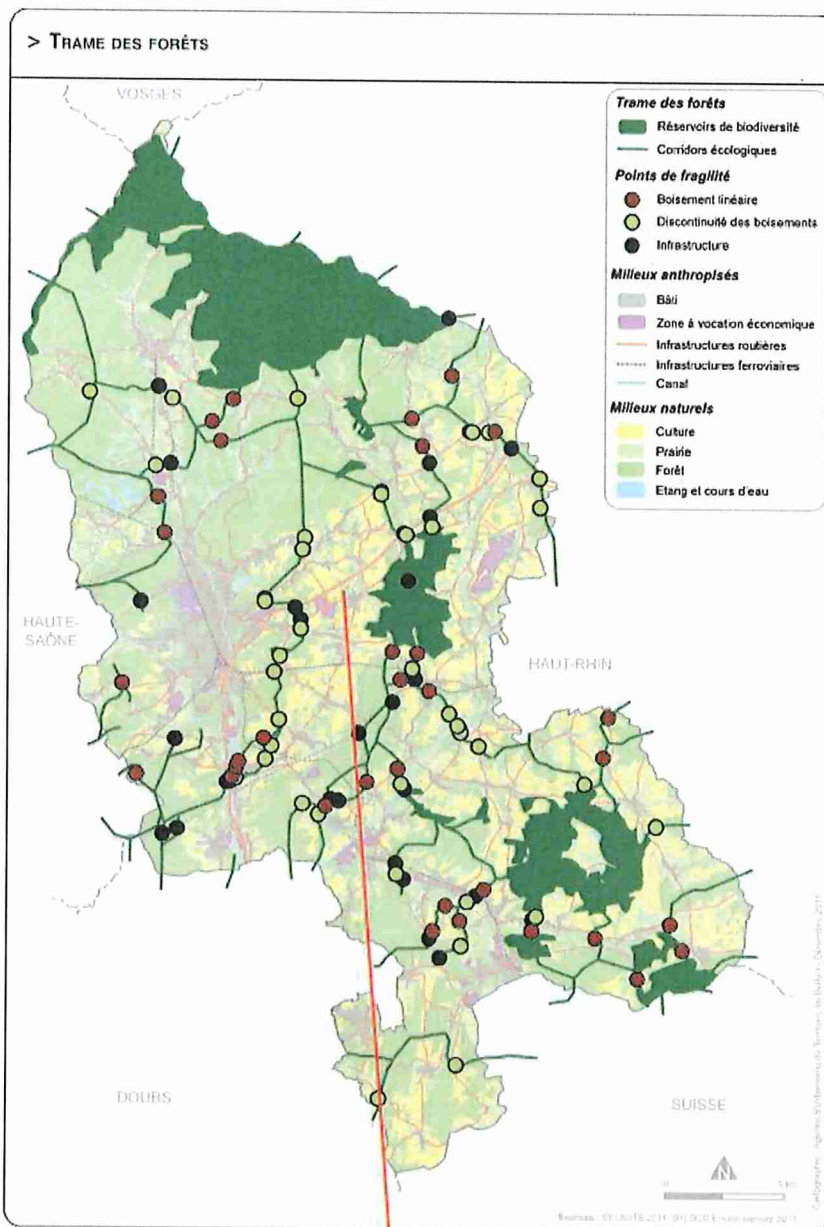 > TRAME DES FORÊTS
VOSGES
Trame des forêts
Réservoirs de biodiversité
Corridors écologiques
Points de fragilité
Boisement linéaire
Discontinuité des boisements
Infrastructure
Milieux anthropisés
Bâti
Zone à vocation économique
Infrastructures routières
Infrastructures ferroviaires
Canal
Milieux naturels
Culture
Prairie
Forêt
Etang et cours d'eau
HAUTE-
SAÔNE
HAUT-RHIN
DOUBS
SUISSE
N
0